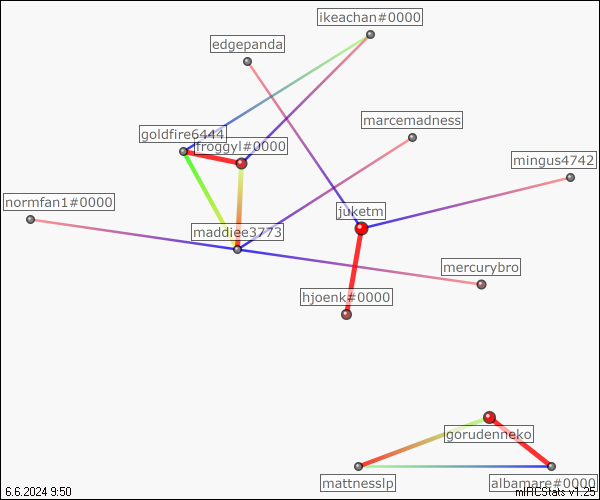 ikeachan#0000
edgepanda
marcemadness
goldfire6444
froggyl#0000
mingus4742
normfan1#0000
juketm
maddiee3773
mercurybro
hjoenk#0000
gorudenneko
mattnesslp
albamare#0000
6.6.2024 9:50
mIRCStats v1.25